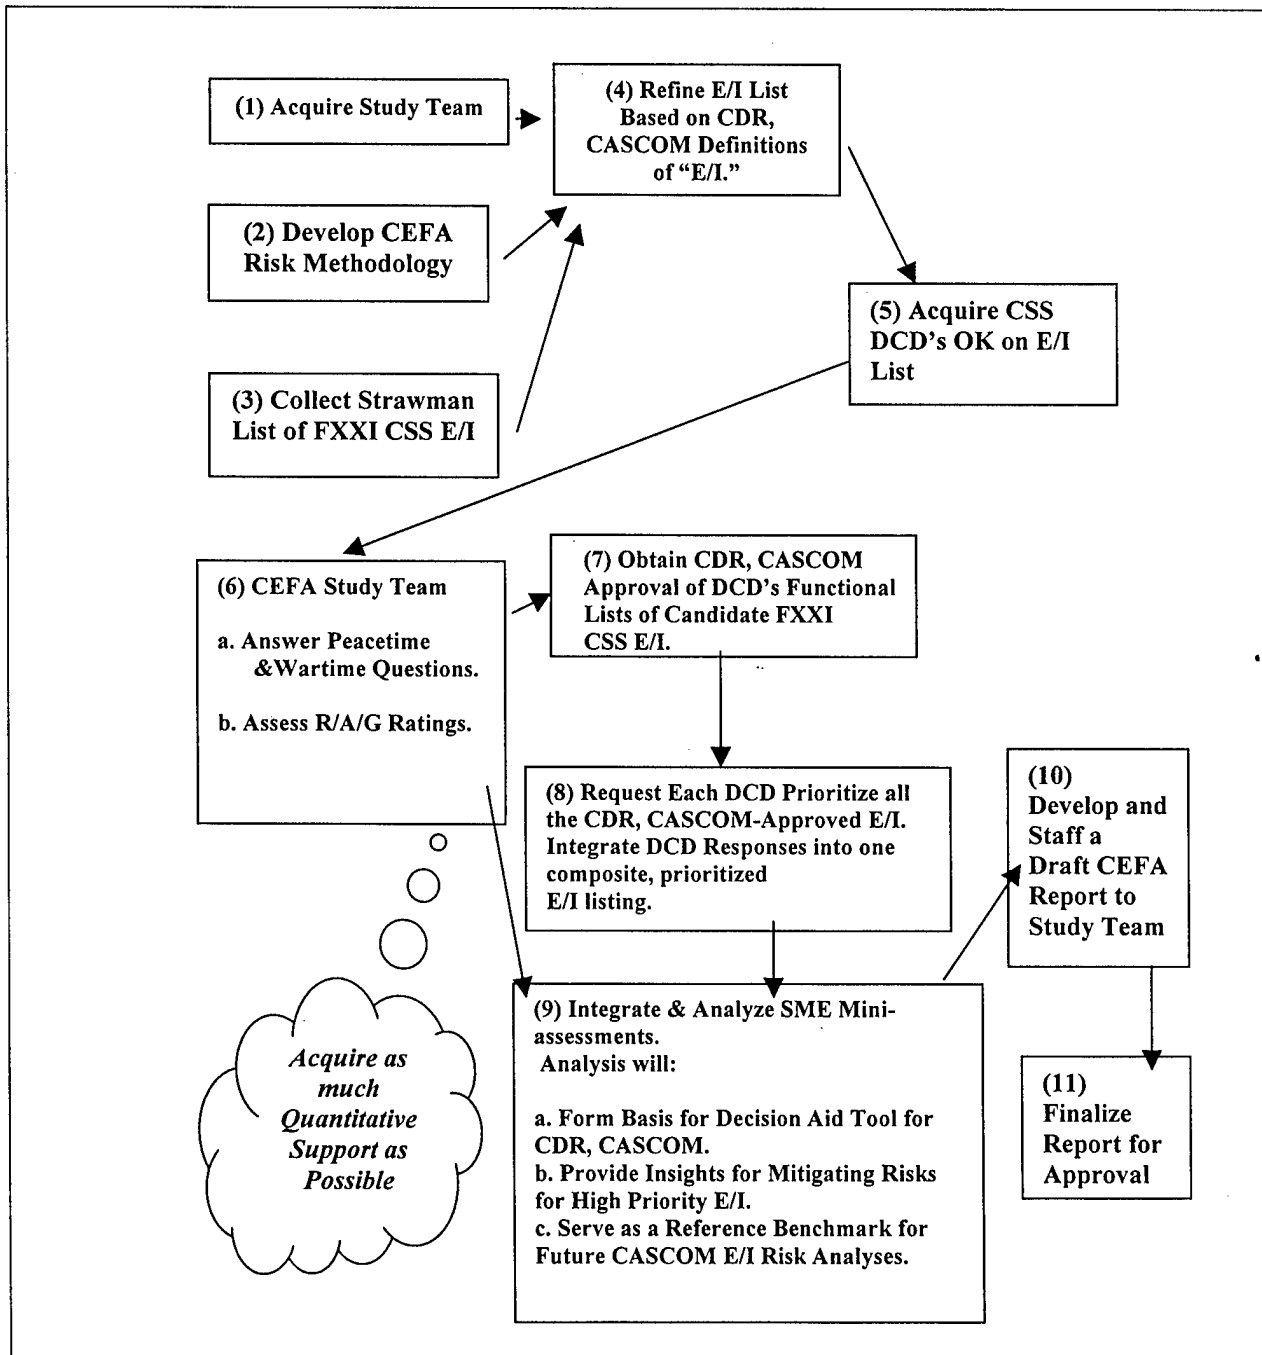 (1) Acquire Study Team
(4) Refine E/I List
Based on CDR,
CASCOM Definitions
of “E/I.”
(2) Develop CEFA
Risk Methodology
(5) Acquire CSS
DCD’s OK on E/I
List
(3) Collect Strawman
List of FXXI CSS E/I
(6) CEFA Study Team
a. Answer Peacetime
&Wartime Questions.
b. Assess R/A/G Ratings.
(7) Obtain CDR, CASCOM
Approval of DCD’s Functional
Lists of Candidate FXXI
CSS E/I.
(8) Request Each DCD Prioritize all
the CDR, CASCOM-Approved E/I.
Integrate DCD Responses into one
composite, prioritized
E/I listing.
(10)
Develop and
Staff a
Draft CEFA
Report to
Study Team
Acquire as
much
Quantitative
Support as
Possible
(9) Integrate & Analyze SME Mini-
assessments.
Analysis will:
a. Form Basis for Decision Aid Tool for
CDR, CASCOM.
b. Provide Insights for Mitigating Risks
for High Priority E/I.
c. Serve as a Reference Benchmark for
Future CASCOM E/I Risk Analyses.
(11)
Finalize
Report for
Approval